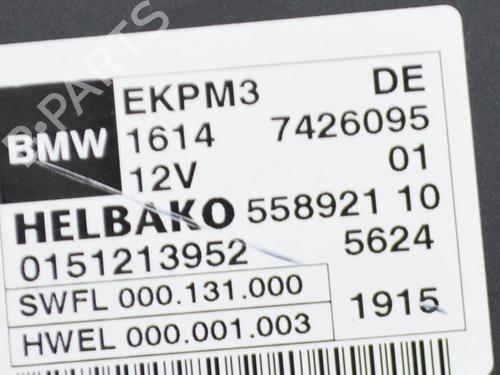 B-PARTS
EKPM3 DE
BMW 1614 7426095
12V 01
HELBAKO 558921 10
0151213952 5624
SWFL 000.131.000
HWEL 000.001.003 1915